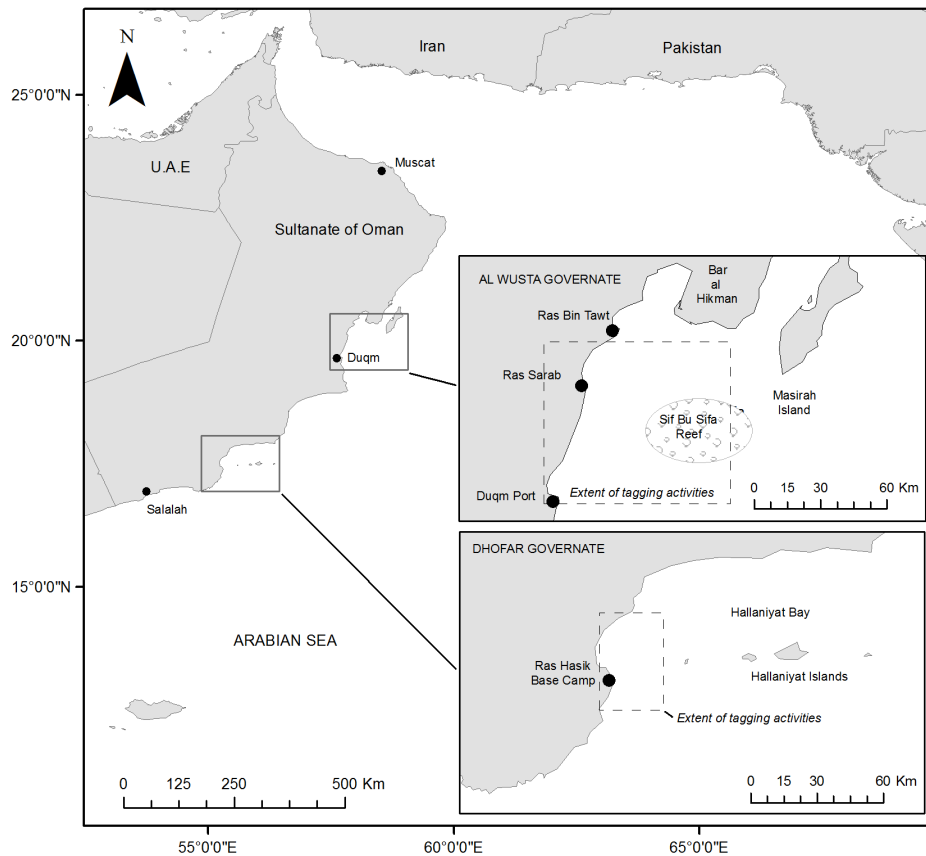 N
Iran
Pakistan
25°0'0"N
U.A.E
Muscat
Sultanate of Oman
20°0'0"N
Duqm
Salalah
15°0'0"N
ARABIAN SEA
0 125 250 500 Km
55°0'0"E
60°0'0"E
65°0'0"E
AL WUSTA GOVERNATE
Bar
al
Hikman
Ras Bin Tawt
Ras Sarab
Masirah
Island
Sif Bu Sifa
Reef
Duqm Port
Extent of tagging activities
0 15 30 60 Km
DHOFAR GOVERNATE
Hallaniyat Bay
Ras Hasik
Base Camp
Hallaniyat Islands
Extent of tagging activities
0 15 30 60 Km